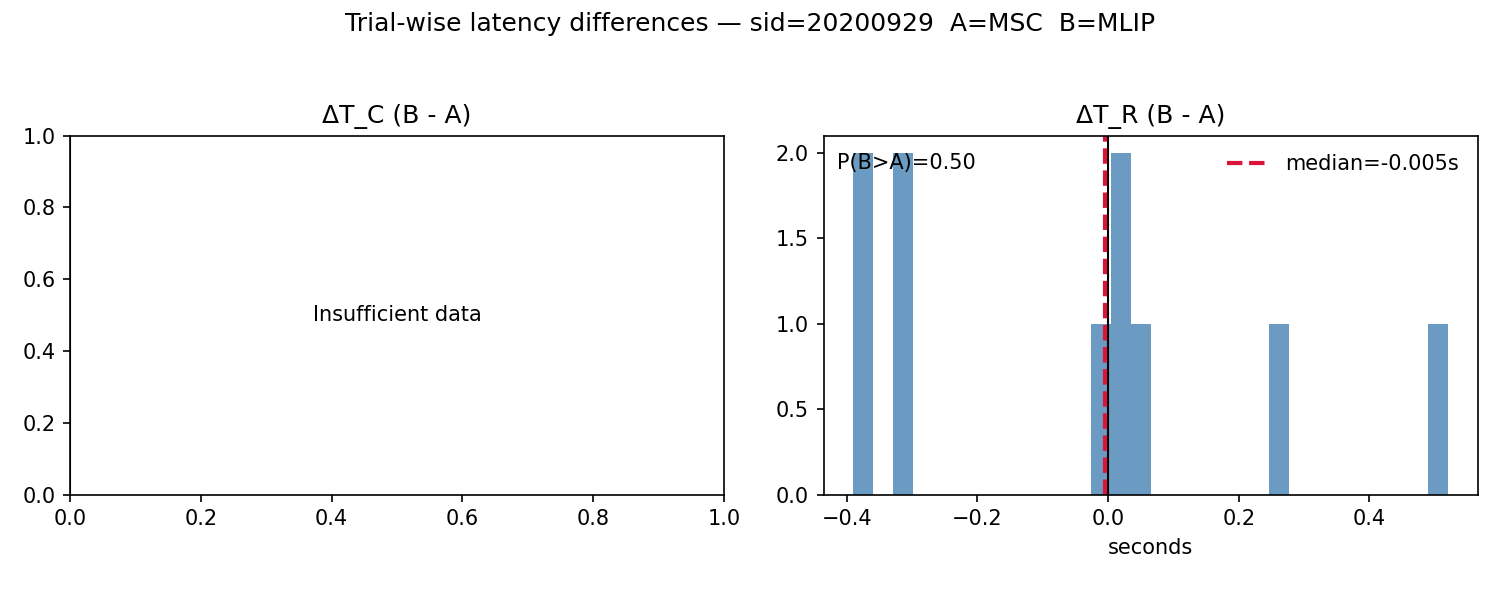 Trial-wise latency differences — sid=20200929  A=MSC  B=MLIP
ΔT_C (B - A)
1.0
0.8
0.6
0.4
0.2
0.0
Insufficient data
0.0 0.2 0.4 0.6 0.8 1.0
ΔT_R (B - A)
2.0
1.5
1.0
0.5
0.0
P(B>A)=0.50
median=-0.005s
−0.4 −0.2 0.0 0.2 0.4
seconds